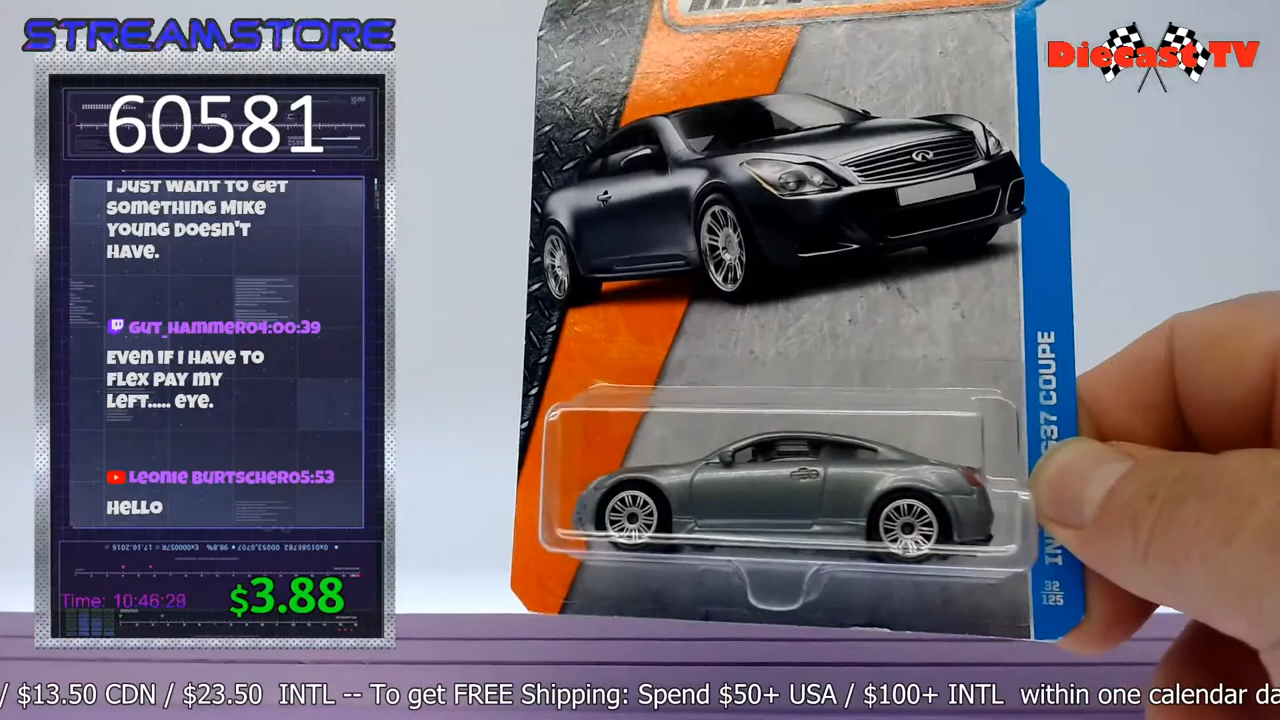 STREAMSTORE
60581
I just want to get
something Mike
Young doesn't
have.
Gut_Hammer04:00:39
Even if I have to
flex pay my
left..... eye.
Leonie Burtscher05:53
Hello
Time: 10:46:29
$3.88
Diecast TV
G37 COUPE
32
125
/ $13.50 CDN / $23.50 INTL -- To get FREE Shipping: Spend $50+ USA / $100+ INTL within one calendar da